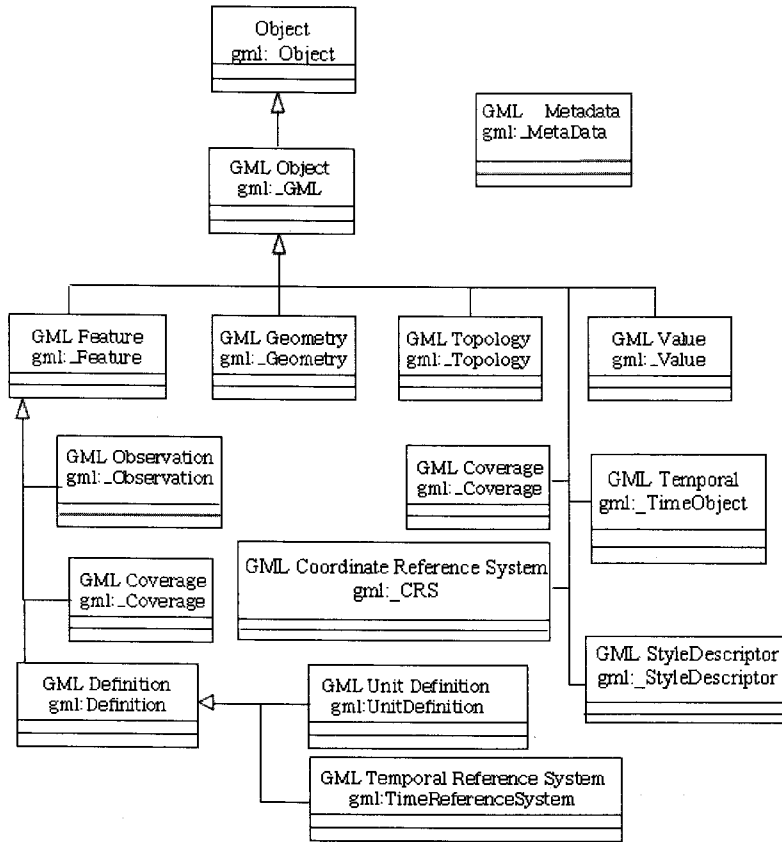 Object
gml:_Object
GML Metadata
gml:_MetaData
GML Object
gml:_GML
GML Feature
gml:_Feature
GML Geometry
gml:_Geometry
GML Topology
gml:_Topology
GML Value
gml:_Value
GML Observation
gml:_Observation
GML Coverage
gml:_Coverage
GML Temporal
gml:_TimeObject
GML Coordinate Reference System
gml:_CRS
GML Coverage
gml:_Coverage
GML StyleDescriptor
gml:_StyleDescriptor
GML Definition
gml:Definition
GML Unit Definition
gml:UnitDefinition
GML Temporal Reference System
gml:TimeReferenceSystem